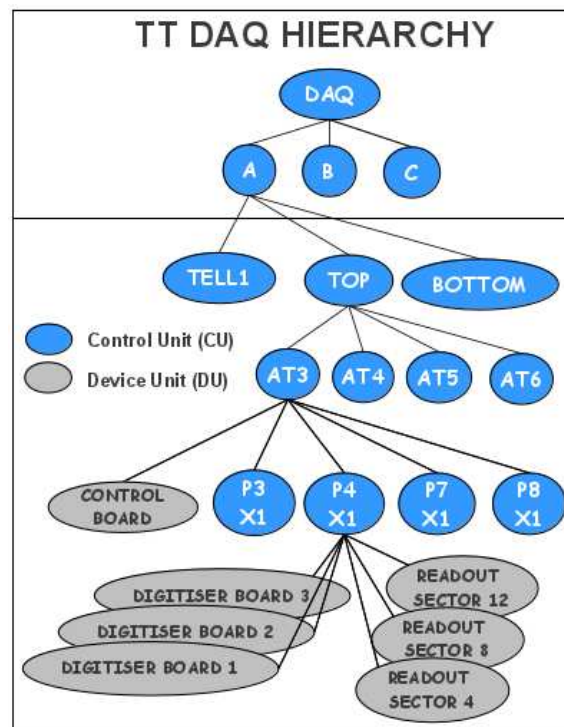 TT DAQ HIERARCHY
DAQ
A
B
C
TELL1
TOP
BOTTOM
Control Unit (CU)
Device Unit (DU)
AT3
AT4
AT5
AT6
CONTROL
BOARD
P3
X1
P4
X1
P7
X1
P8
X1
DIGITISER BOARD 3
DIGITISER BOARD 2
DIGITISER BOARD 1
READOUT
SECTOR 12
READOUT
SECTOR 8
READOUT
SECTOR 4